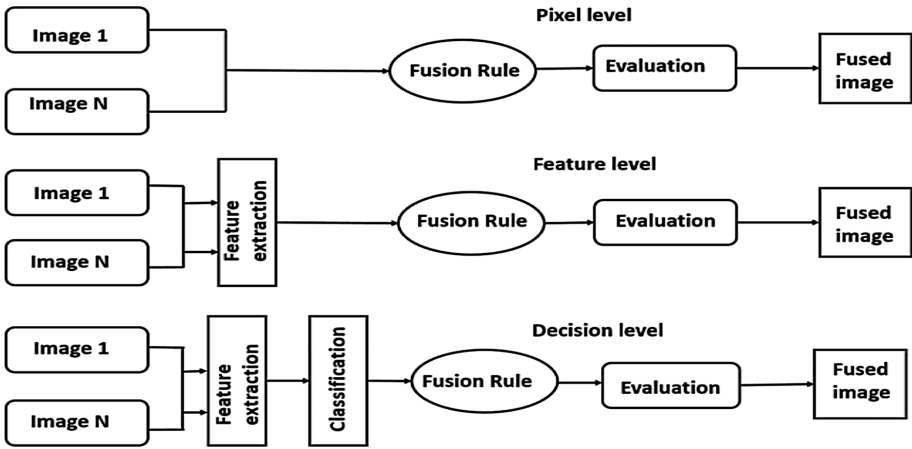 Pixel level
Image 1
Image N
Fusion Rule
Evaluation
Fused
image
Feature level
Image 1
Image N
Feature
extraction
Fusion Rule
Evaluation
Fused
image
Decision level
Image 1
Image N
Feature
extraction
Classification
Fusion Rule
Evaluation
Fused
image